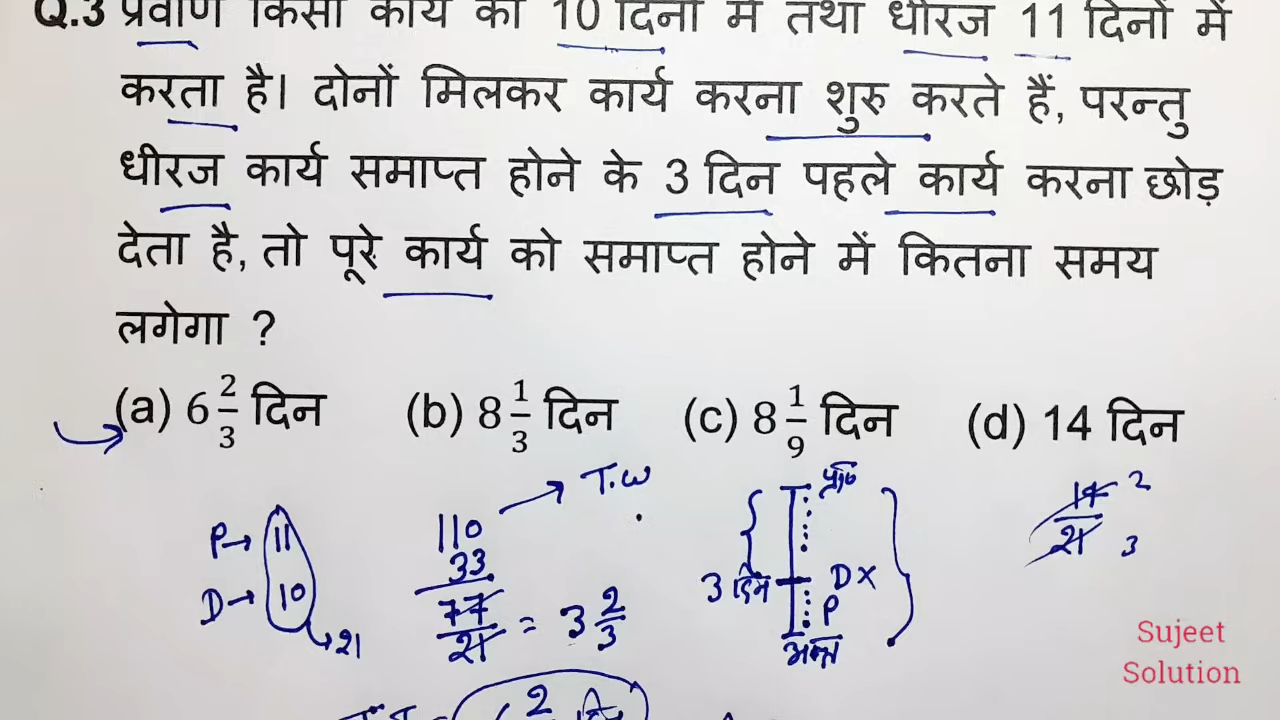 Q.3 प्रवीण किसी कार्य को 10 दिनों में तथा धीरज 11 दिनों में
करता है। दोनों मिलकर कार्य करना शुरु करते हैं, परन्तु
धीरज कार्य समाप्त होने के 3 दिन पहले कार्य करना छोड़
देता है, तो पूरे कार्य को समाप्त होने में कितना समय
लगेगा ?
(a) 6 2/3 दिन (b) 8 1/3 दिन (c) 8 1/9 दिन (d) 14 दिन
P→ 11
D→ 10
→21
110 → T.W
33
77/21 = 3 2/3
3 दिन
D X
P
14/21 2 3
2
Sujeet
Solution